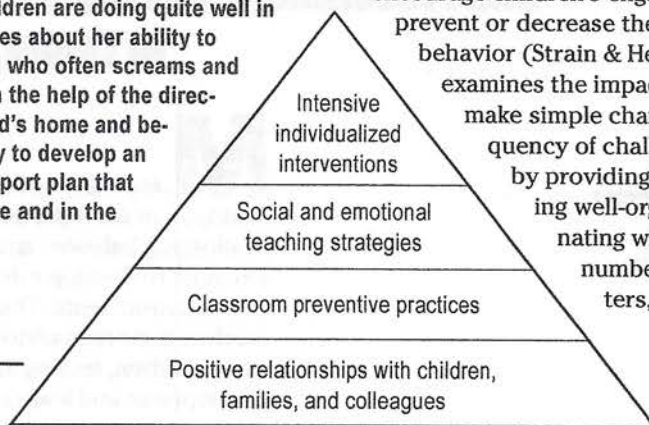 ildren are doing quite well in
es about her ability to
who often screams and
the help of the direc-
d's home and be-
y to develop an
port plan that
e and in the
Intensive
individualized
interventions
Social and emotional
teaching strategies
Classroom preventive practices
Positive relationships with children,
families, and colleagues
prevent or decrease the
behavior (Strain & He
examines the impac
make simple char
quency of chall
by providing
ing well-org
nating w
numbe
ters,